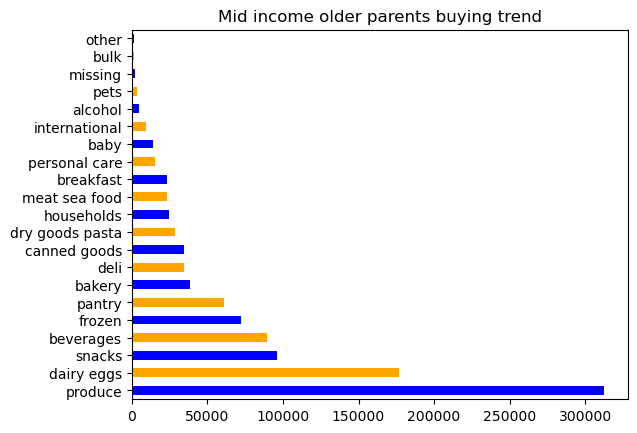 Mid income older parents buying trend
other
bulk
missing
pets
alcohol
international
baby
personal care
breakfast
meat sea food
households
dry goods pasta
canned goods
deli
bakery
pantry
frozen
beverages
snacks
dairy eggs
produce
0 50000 100000 150000 200000 250000 300000